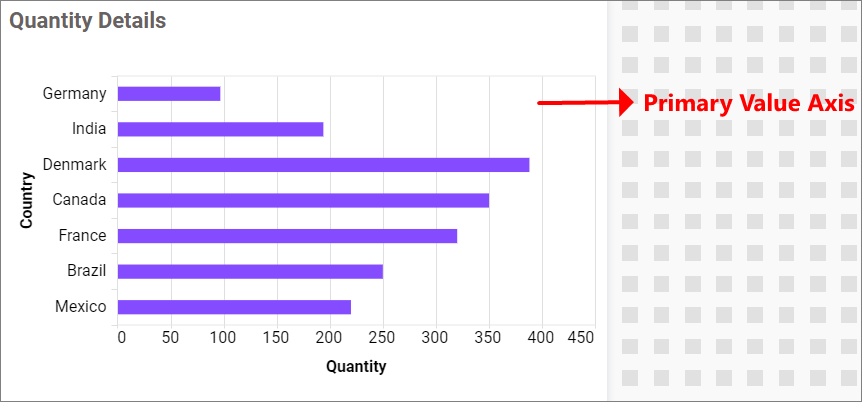 Quantity Details
Primary Value Axis
Country
Germany
India
Denmark
Canada
France
Brazil
Mexico
0 50 100 150 200 250 300 350 400 450
Quantity